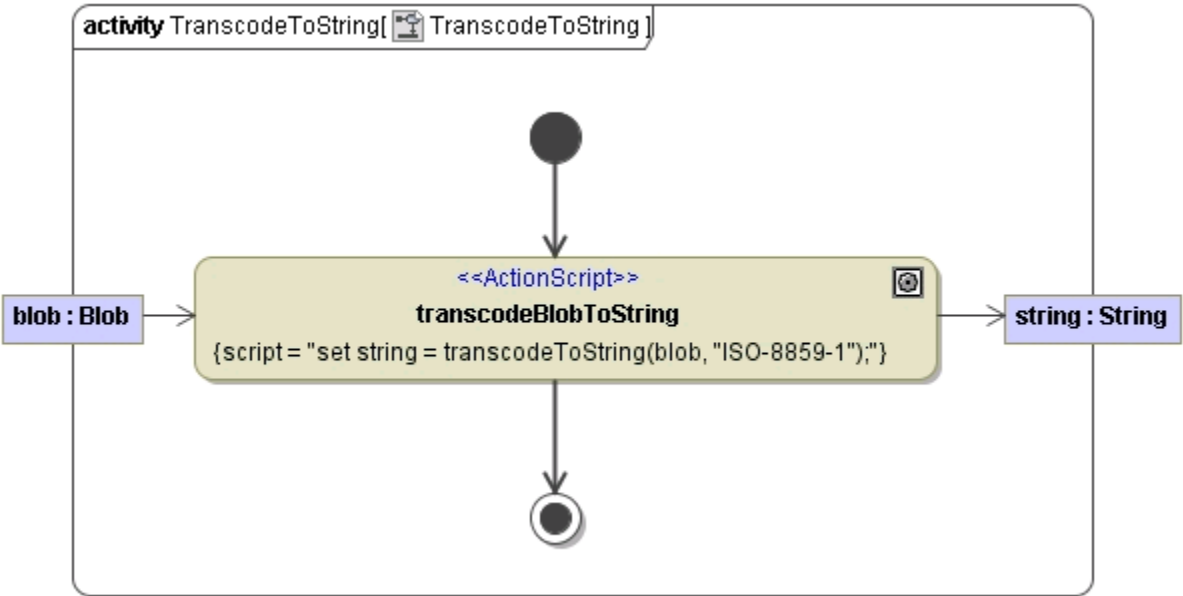 activity TranscodeToString[ TranscodeToString ]
<<ActionScript>>
transcodeBlobToString
{script = "set string = transcodeToString(blob, "ISO-8859-1");"}
blob : Blob
string : String